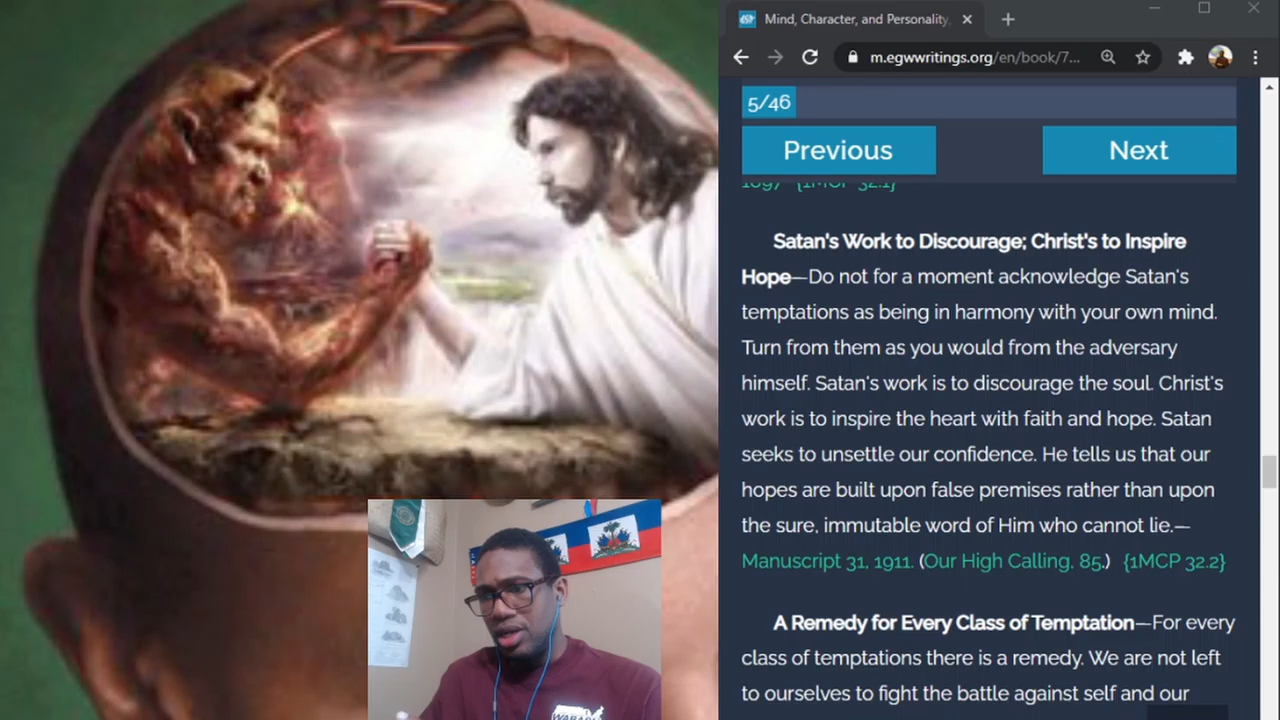 Mind, Character, and Personality,
m.egwwritings.org/en/book/7...
5/46
Previous
Next
Satan's Work to Discourage; Christ's to Inspire
Hope—Do not for a moment acknowledge Satan's
temptations as being in harmony with your own mind.
Turn from them as you would from the adversary
himself. Satan's work is to discourage the soul. Christ's
work is to inspire the heart with faith and hope. Satan
seeks to unsettle our confidence. He tells us that our
hopes are built upon false premises rather than upon
the sure, immutable word of Him who cannot lie.—
Manuscript 31, 1911. (Our High Calling, 85.) {1MCP 32.2}
A Remedy for Every Class of Temptation—For every
class of temptations there is a remedy. We are not left
to ourselves to fight the battle against self and our